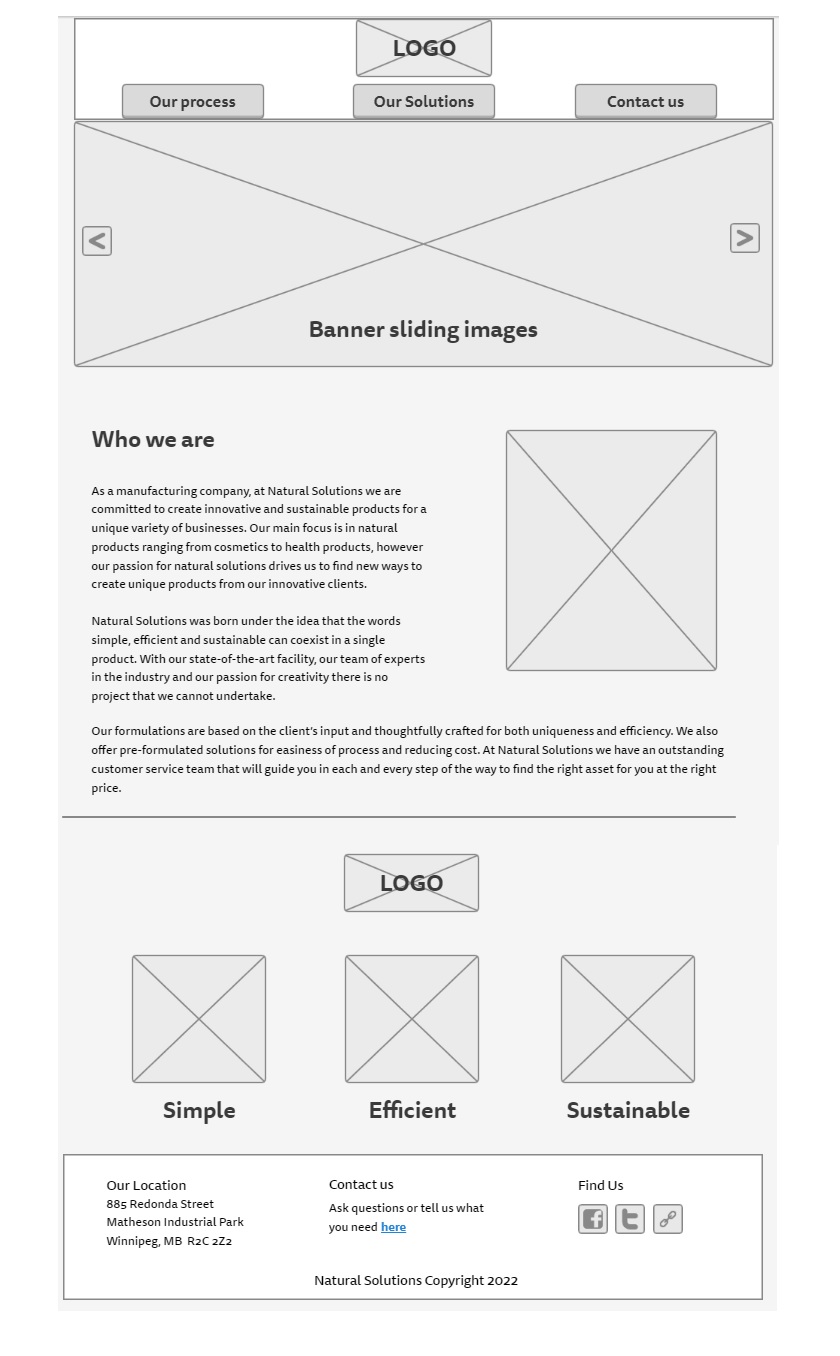 LOGO
Our process
Our Solutions
Contact us
<
>
Banner sliding images
Who we are
As a manufacturing company, at Natural Solutions we are
committed to create innovative and sustainable products for a
unique variety of businesses. Our main focus is in natural
products ranging from cosmetics to health products, however
our passion for natural solutions drives us to find new ways to
create unique products from our innovative clients.
Natural Solutions was born under the idea that the words
simple, efficient and sustainable can coexist in a single
product. With our state-of-the-art facility, our team of experts
in the industry and our passion for creativity there is no
project that we cannot undertake.
Our formulations are based on the client's input and thoughtfully crafted for both uniqueness and efficiency. We also
offer pre-formulated solutions for easiness of process and reducing cost. At Natural Solutions we have an outstanding
customer service team that will guide you in each and every step of the way to find the right asset for you at the right
price.
LOGO
Simple
Efficient
Sustainable
Our Location
885 Redonda Street
Matheson Industrial Park
Winnipeg, MB R2C 2Z2
Contact us
Ask questions or tell us what
you need here
Find Us
Natural Solutions Copyright 2022